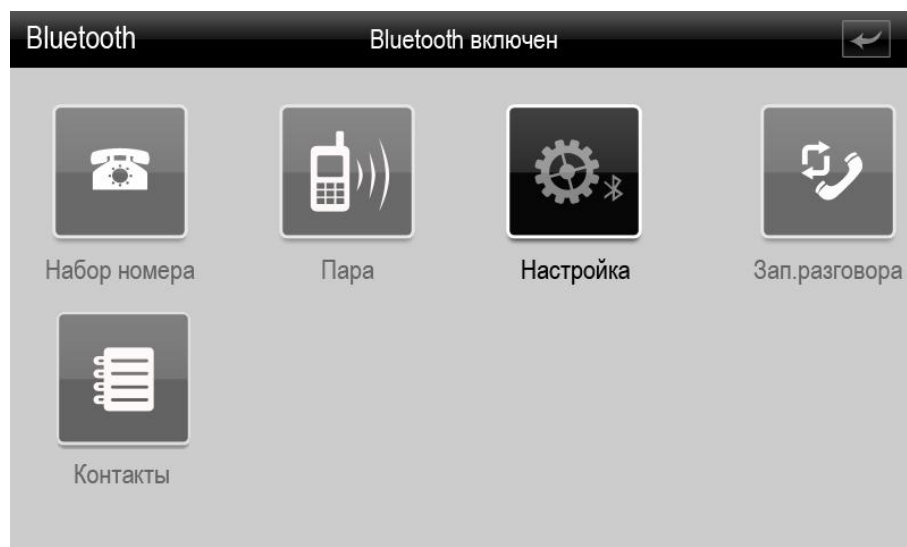 Bluetooth
Bluetooth включен
Набор номера
Пара
Настройка
Зап.разговора
Контакты